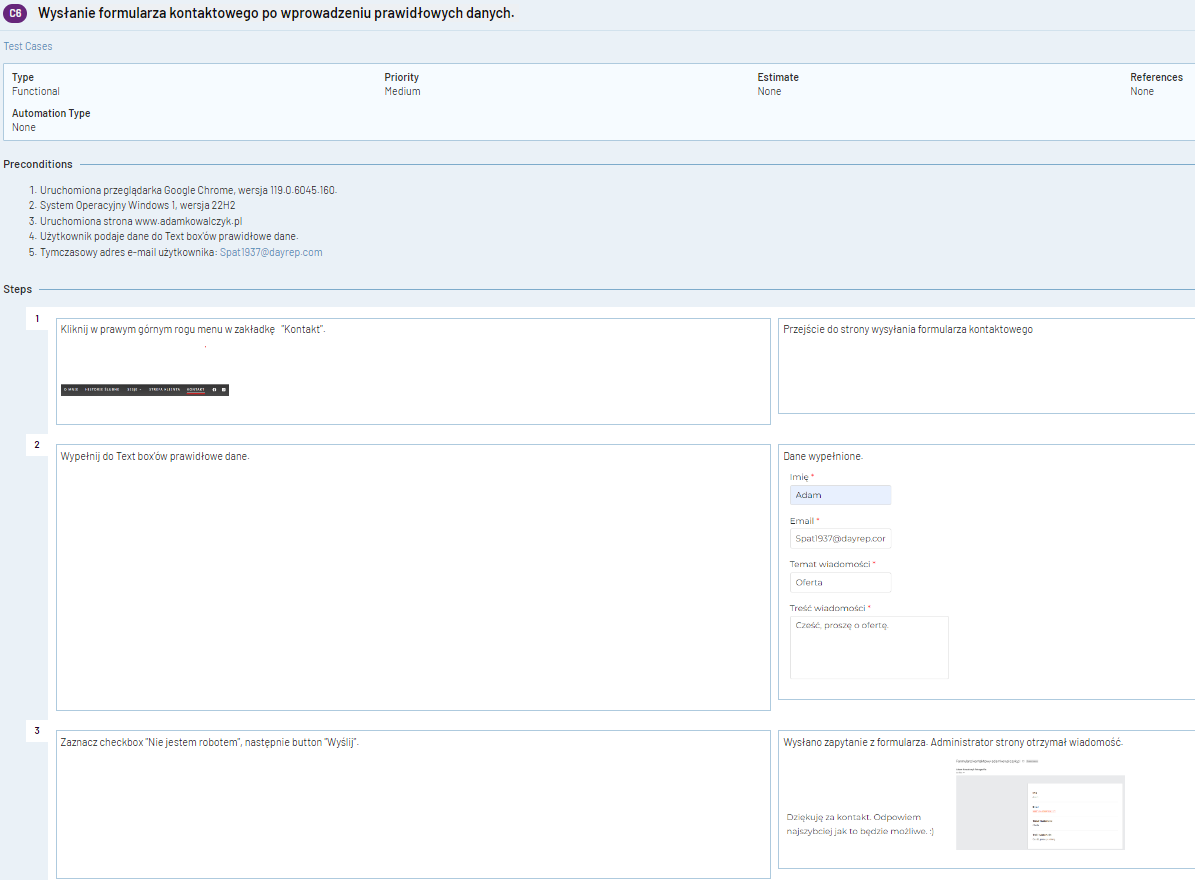 C6 Wysłanie formularza kontaktowego po wprowadzeniu prawidłowych danych.
Test Cases
Type Priority Estimate References
Functional Medium None None
Automation Type
None
Preconditions
1. Uruchomiona przeglądarka Google Chrome, wersja 119.0.6045.160.
2. System Operacyjny Windows 1, wersja 22H2
3. Uruchomiona strona www.adamkowalczyk.pl
4. Użytkownik podaje dane do Text box'ów prawidłowe dane.
5. Tymczasowy adres e-mail użytkownika: Spat1937@dayrep.com
Steps
1
Kliknij w prawym górnym rogu menu w zakładkę "Kontakt".
Przejście do strony wysyłania formularza kontaktowego
O MNIE HISTORIE ŚLUBNE SESJE STREFA KLIENTA KONTAKT
2
Wypełnij do Text box'ów prawidłowe dane.
Dane wypełnione.
Imię *
Adam
Email *
Spat1937@dayrep.cor
Temat wiadomości *
Oferta
Treść wiadomości *
Cześć, proszę o ofertę.
3
Zaznacz checkbox "Nie jestem robotem", następnie button "Wyślij".
Wysłano zapytanie z formularza. Administrator strony otrzymał wiadomość.
Dziękuję za kontakt. Odpowiem
najszybciej jak to będzie możliwe. ;)